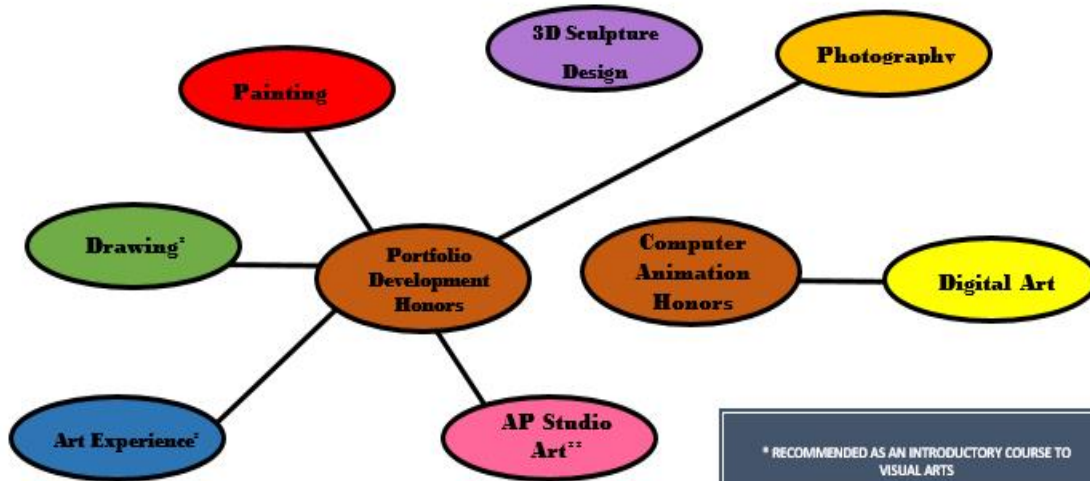 3D Sculpture
Design
Photography
Painting
Drawing*
Portfolio
Development
Honors
Computer
Animation
Honors
Digital Art
Art Experience*
AP Studio
Art**
* RECOMMENDED AS AN INTRODUCTORY COURSE TO
VISUAL ARTS